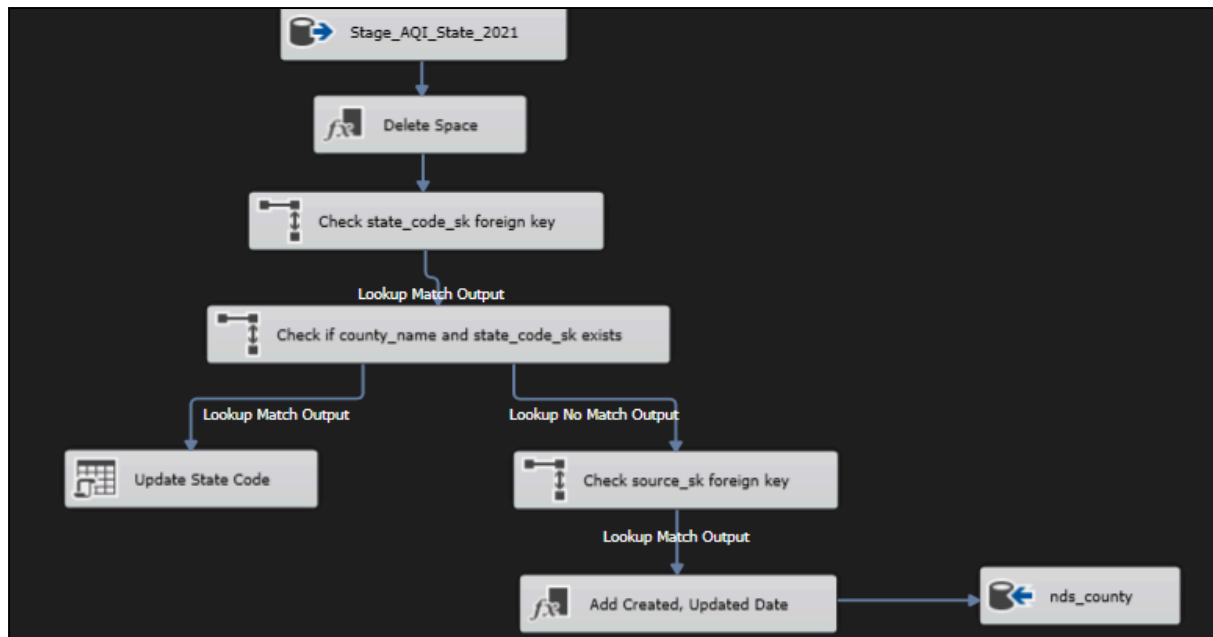 Stage_AQI_State_2021
Delete Space
Check state_code_sk foreign key
Lookup Match Output
Check if county_name and state_code_sk exists
Lookup Match Output
Lookup No Match Output
Update State Code
Check source_sk foreign key
Lookup Match Output
Add Created, Updated Date
nds_county